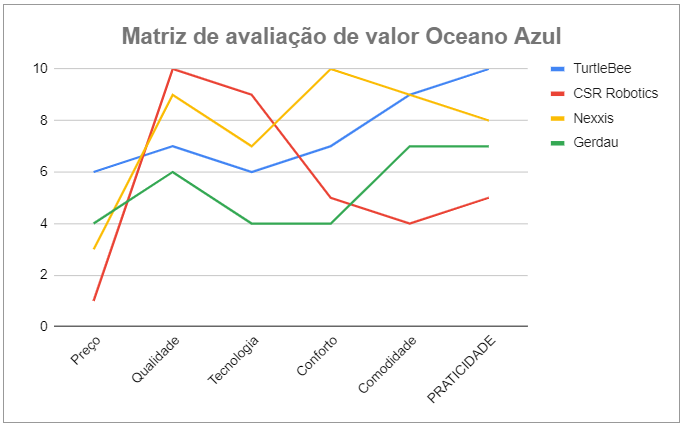 Matriz de avaliação de valor Oceano Azul
TurtleBee
CSR Robotics
Nexxis
Gerdau
10
8
6
4
2
0
Preço
Qualidade
Tecnologia
Conforto
Comodidade
PRATICIDADE